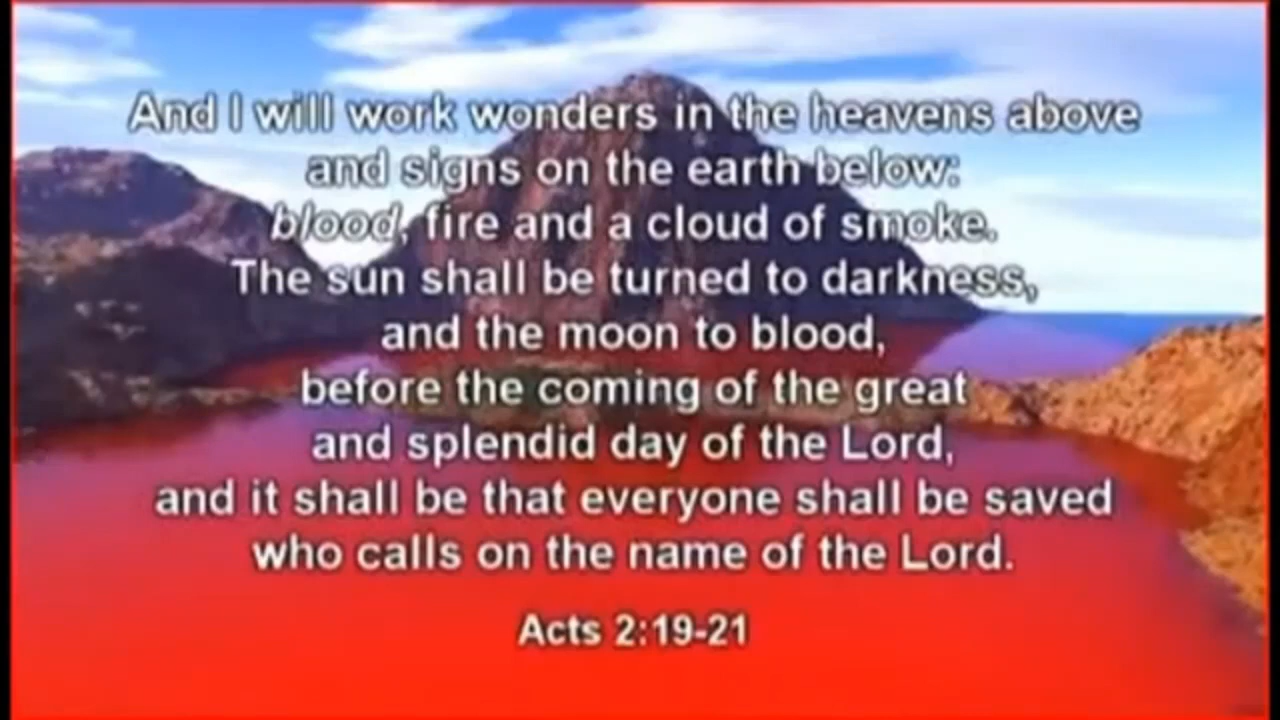 And I will work wonders in the heavens above
and signs on the earth below:
blood, fire and a cloud of smoke.
The sun shall be turned to darkness,
and the moon to blood,
before the coming of the great
and splendid day of the Lord,
and it shall be that everyone shall be saved
who calls on the name of the Lord.
Acts 2:19-21